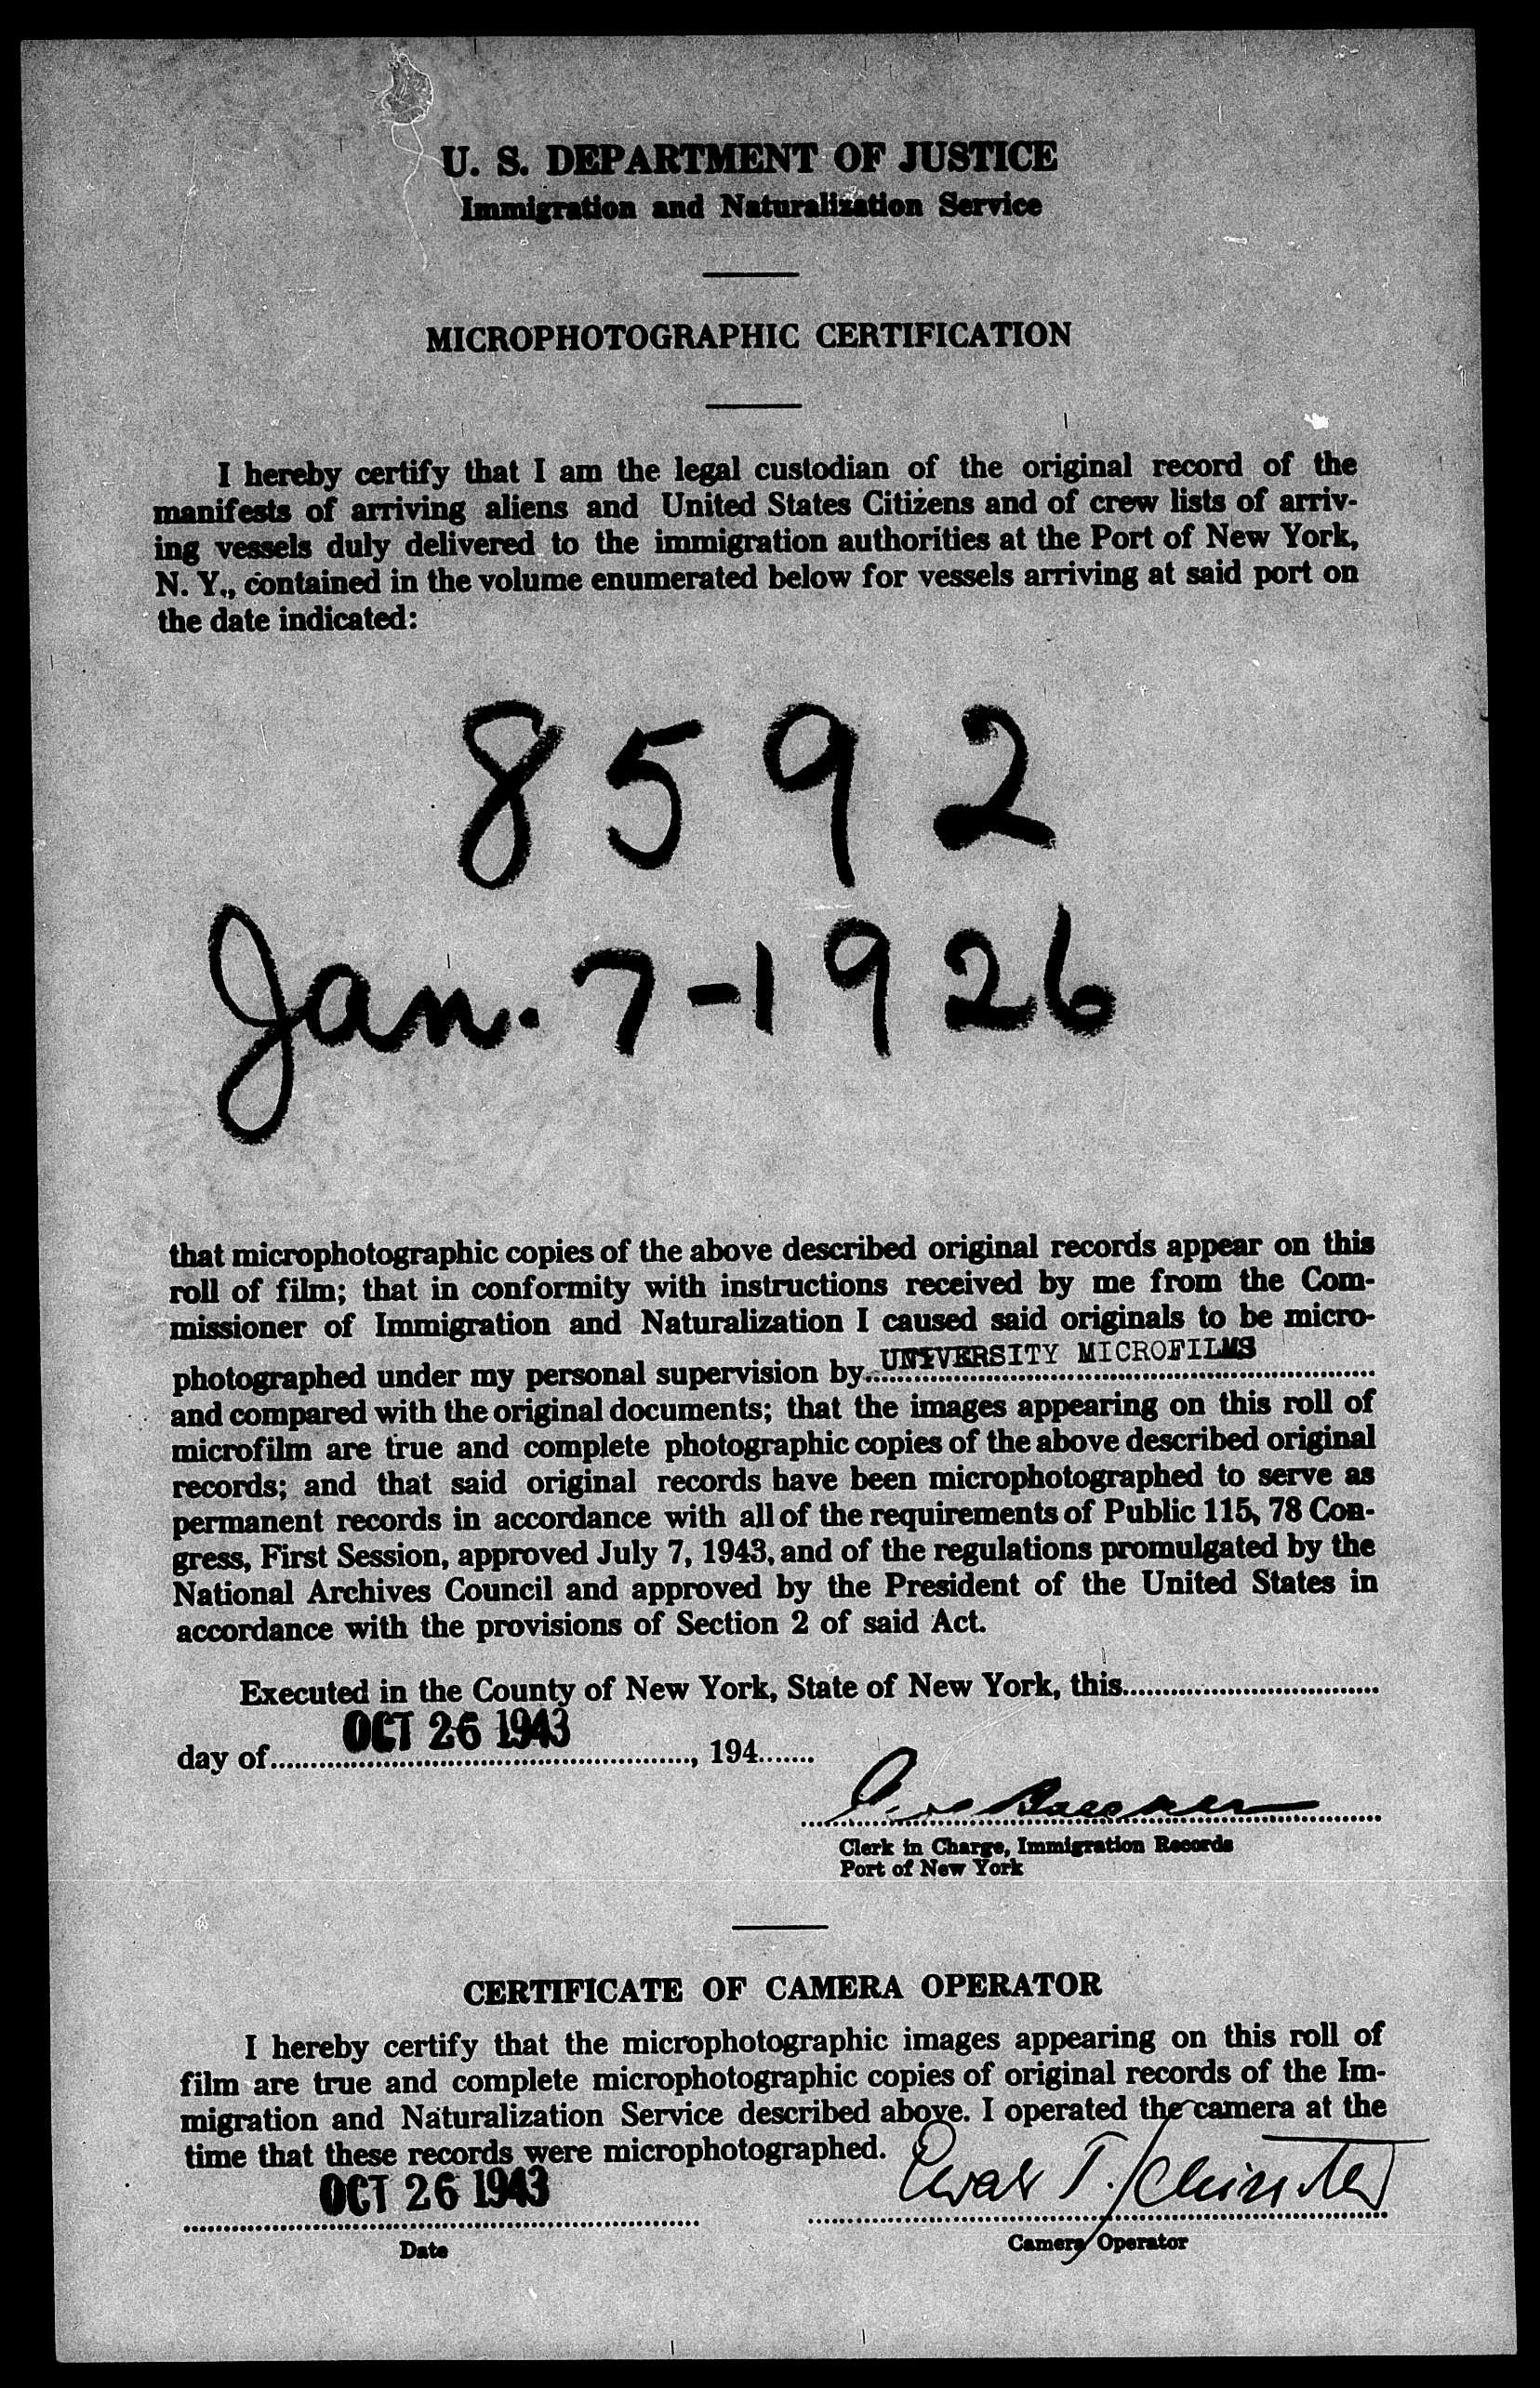 U. S. DEPARTMENT OF JUSTICE
Immigration and Naturalization Service
MICROPHOTOGRAPHIC CERTIFICATION
I hereby certify that I am the legal custodian of the original record of the
manifests of arriving aliens and United States Citizens and of crew lists of arriv-
ing vessels duly delivered to the immigration authorities at the Port of New York,
N. Y., contained in the volume enumerated below for vessels arriving at said port on
the date indicated:
8592
Jan. 7-1926
that microphotographic copies of the above described original records appear on this
roll of film; that in conformity with instructions received by me from the Com-
missioner of Immigration and Naturalization I caused said originals to be micro-
photographed under my personal supervision by UNIVERSITY MICROFILMS
and compared with the original documents; that the images appearing on this roll of
microfilm are true and complete photographic copies of the above described original
records; and that said original records have been microphotographed to serve as
permanent records in accordance with all of the requirements of Public 115, 78 Con-
gress, First Session, approved July 7, 1943, and of the regulations promulgated by the
National Archives Council and approved by the President of the United States in
accordance with the provisions of Section 2 of said Act.
Executed in the County of New York, State of New York, this
day of OCT 26 1943, 194
Clerk in Charge, Immigration Records
Port of New York
CERTIFICATE OF CAMERA OPERATOR
I hereby certify that the microphotographic images appearing on this roll of
film are true and complete microphotographic copies of original records of the Im-
migration and Naturalization Service described above. I operated the camera at the
time that these records were microphotographed.
OCT 26 1943
Date
Camera Operator